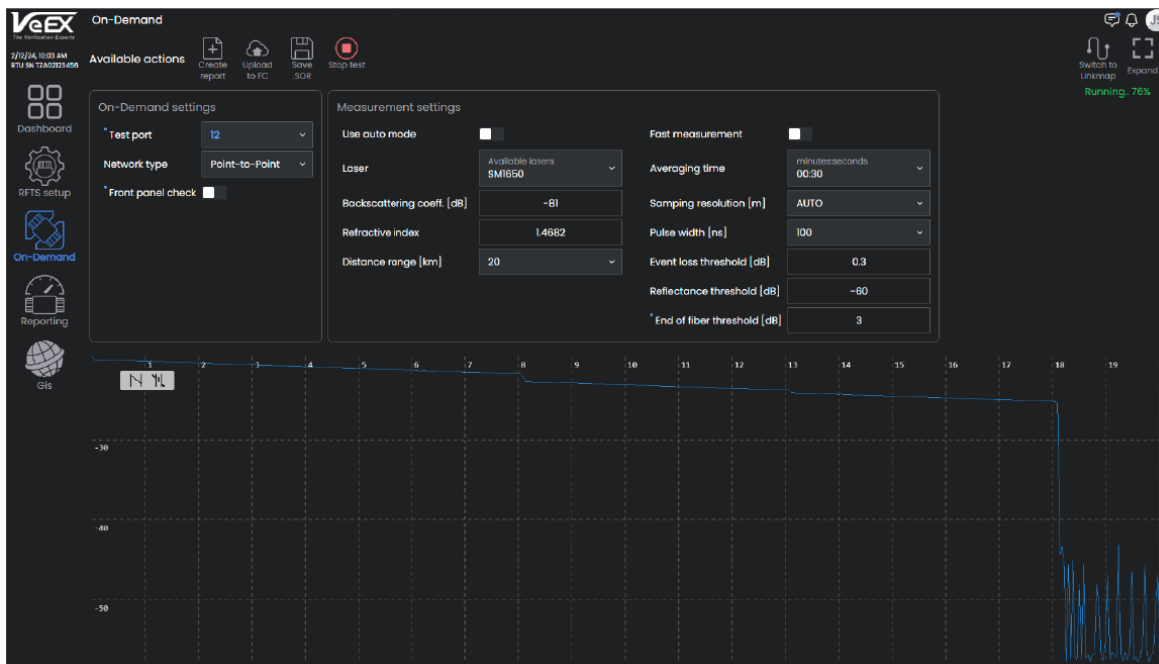 VeEX
The Verification Experts
On-Demand
2/12/24, 10:03 AM
RTU SN TZA02123456
Available actions
Create report
Upload to FC
Save .SOR
Stop test
Switch to Linkmap
Expand
Running.. 76%
Dashboard
RFTS setup
On-Demand
Reporting
Gis
On-Demand settings
*Test port 12
Network type Point-to-Point
*Front panel check
Measurement settings
Use auto mode
Laser Available lasers SM1650
Backscattering coeff. [dB] -81
Refractive index 1.4682
Distance range [km] 20
Fast measurement
Averaging time minutes:seconds 00:30
Samping resolution [m] AUTO
Pulse width [ns] 100
Event loss threshold [dB] 0.3
Reflectance threshold [dB] -60
*End of fiber threshold [dB] 3
1 2 3 4 5 6 7 8 9 10 11 12 13 14 15 16 17 18 19
-30
-40
-50